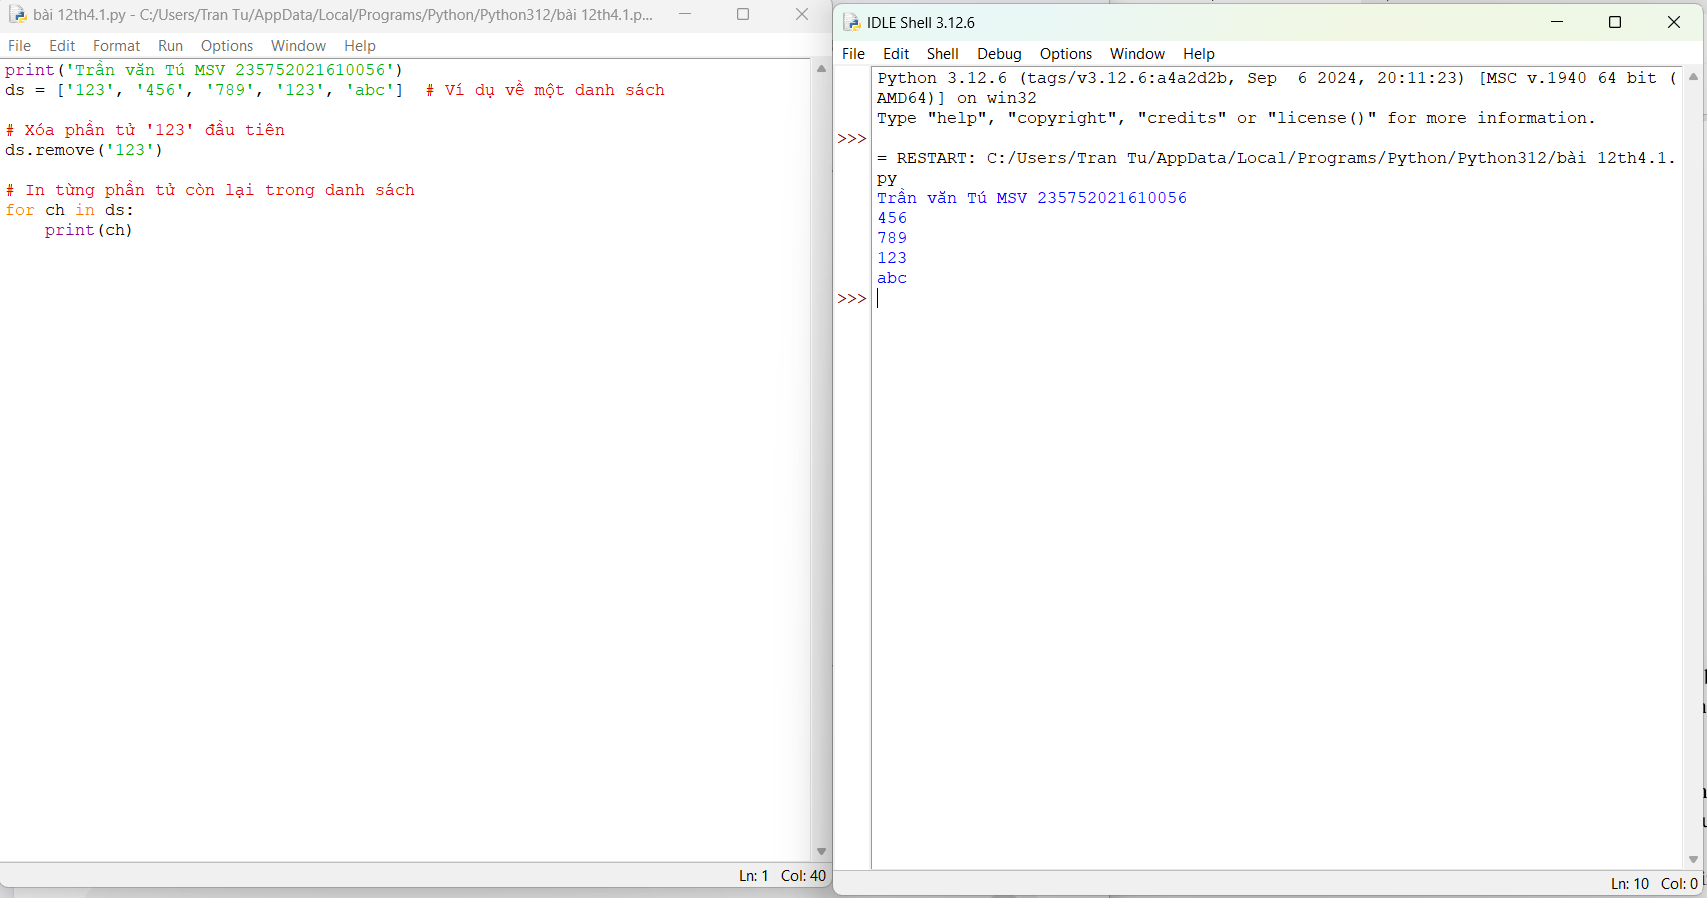 bài 12th4.1.py - C:/Users/Tran Tu/AppData/Local/Programs/Python/Python312/bài 12th4.1.p...
File Edit Format Run Options Window Help
print('Trần văn Tú MSV 235752021610056')
ds = ['123', '456', '789', '123', 'abc']  # Ví dụ về một danh sách
# Xóa phần tử '123' đầu tiên
ds.remove('123')
# In từng phần tử còn lại trong danh sách
for ch in ds:
    print(ch)
Ln: 1 Col: 40
IDLE Shell 3.12.6
File Edit Shell Debug Options Window Help
Python 3.12.6 (tags/v3.12.6:a4a2d2b, Sep  6 2024, 20:11:23) [MSC v.1940 64 bit (
AMD64)] on win32
Type "help", "copyright", "credits" or "license()" for more information.
>>>
= RESTART: C:/Users/Tran Tu/AppData/Local/Programs/Python/Python312/bài 12th4.1.
py
Trần văn Tú MSV 235752021610056
456
789
123
abc
>>>
Ln: 10 Col: 0